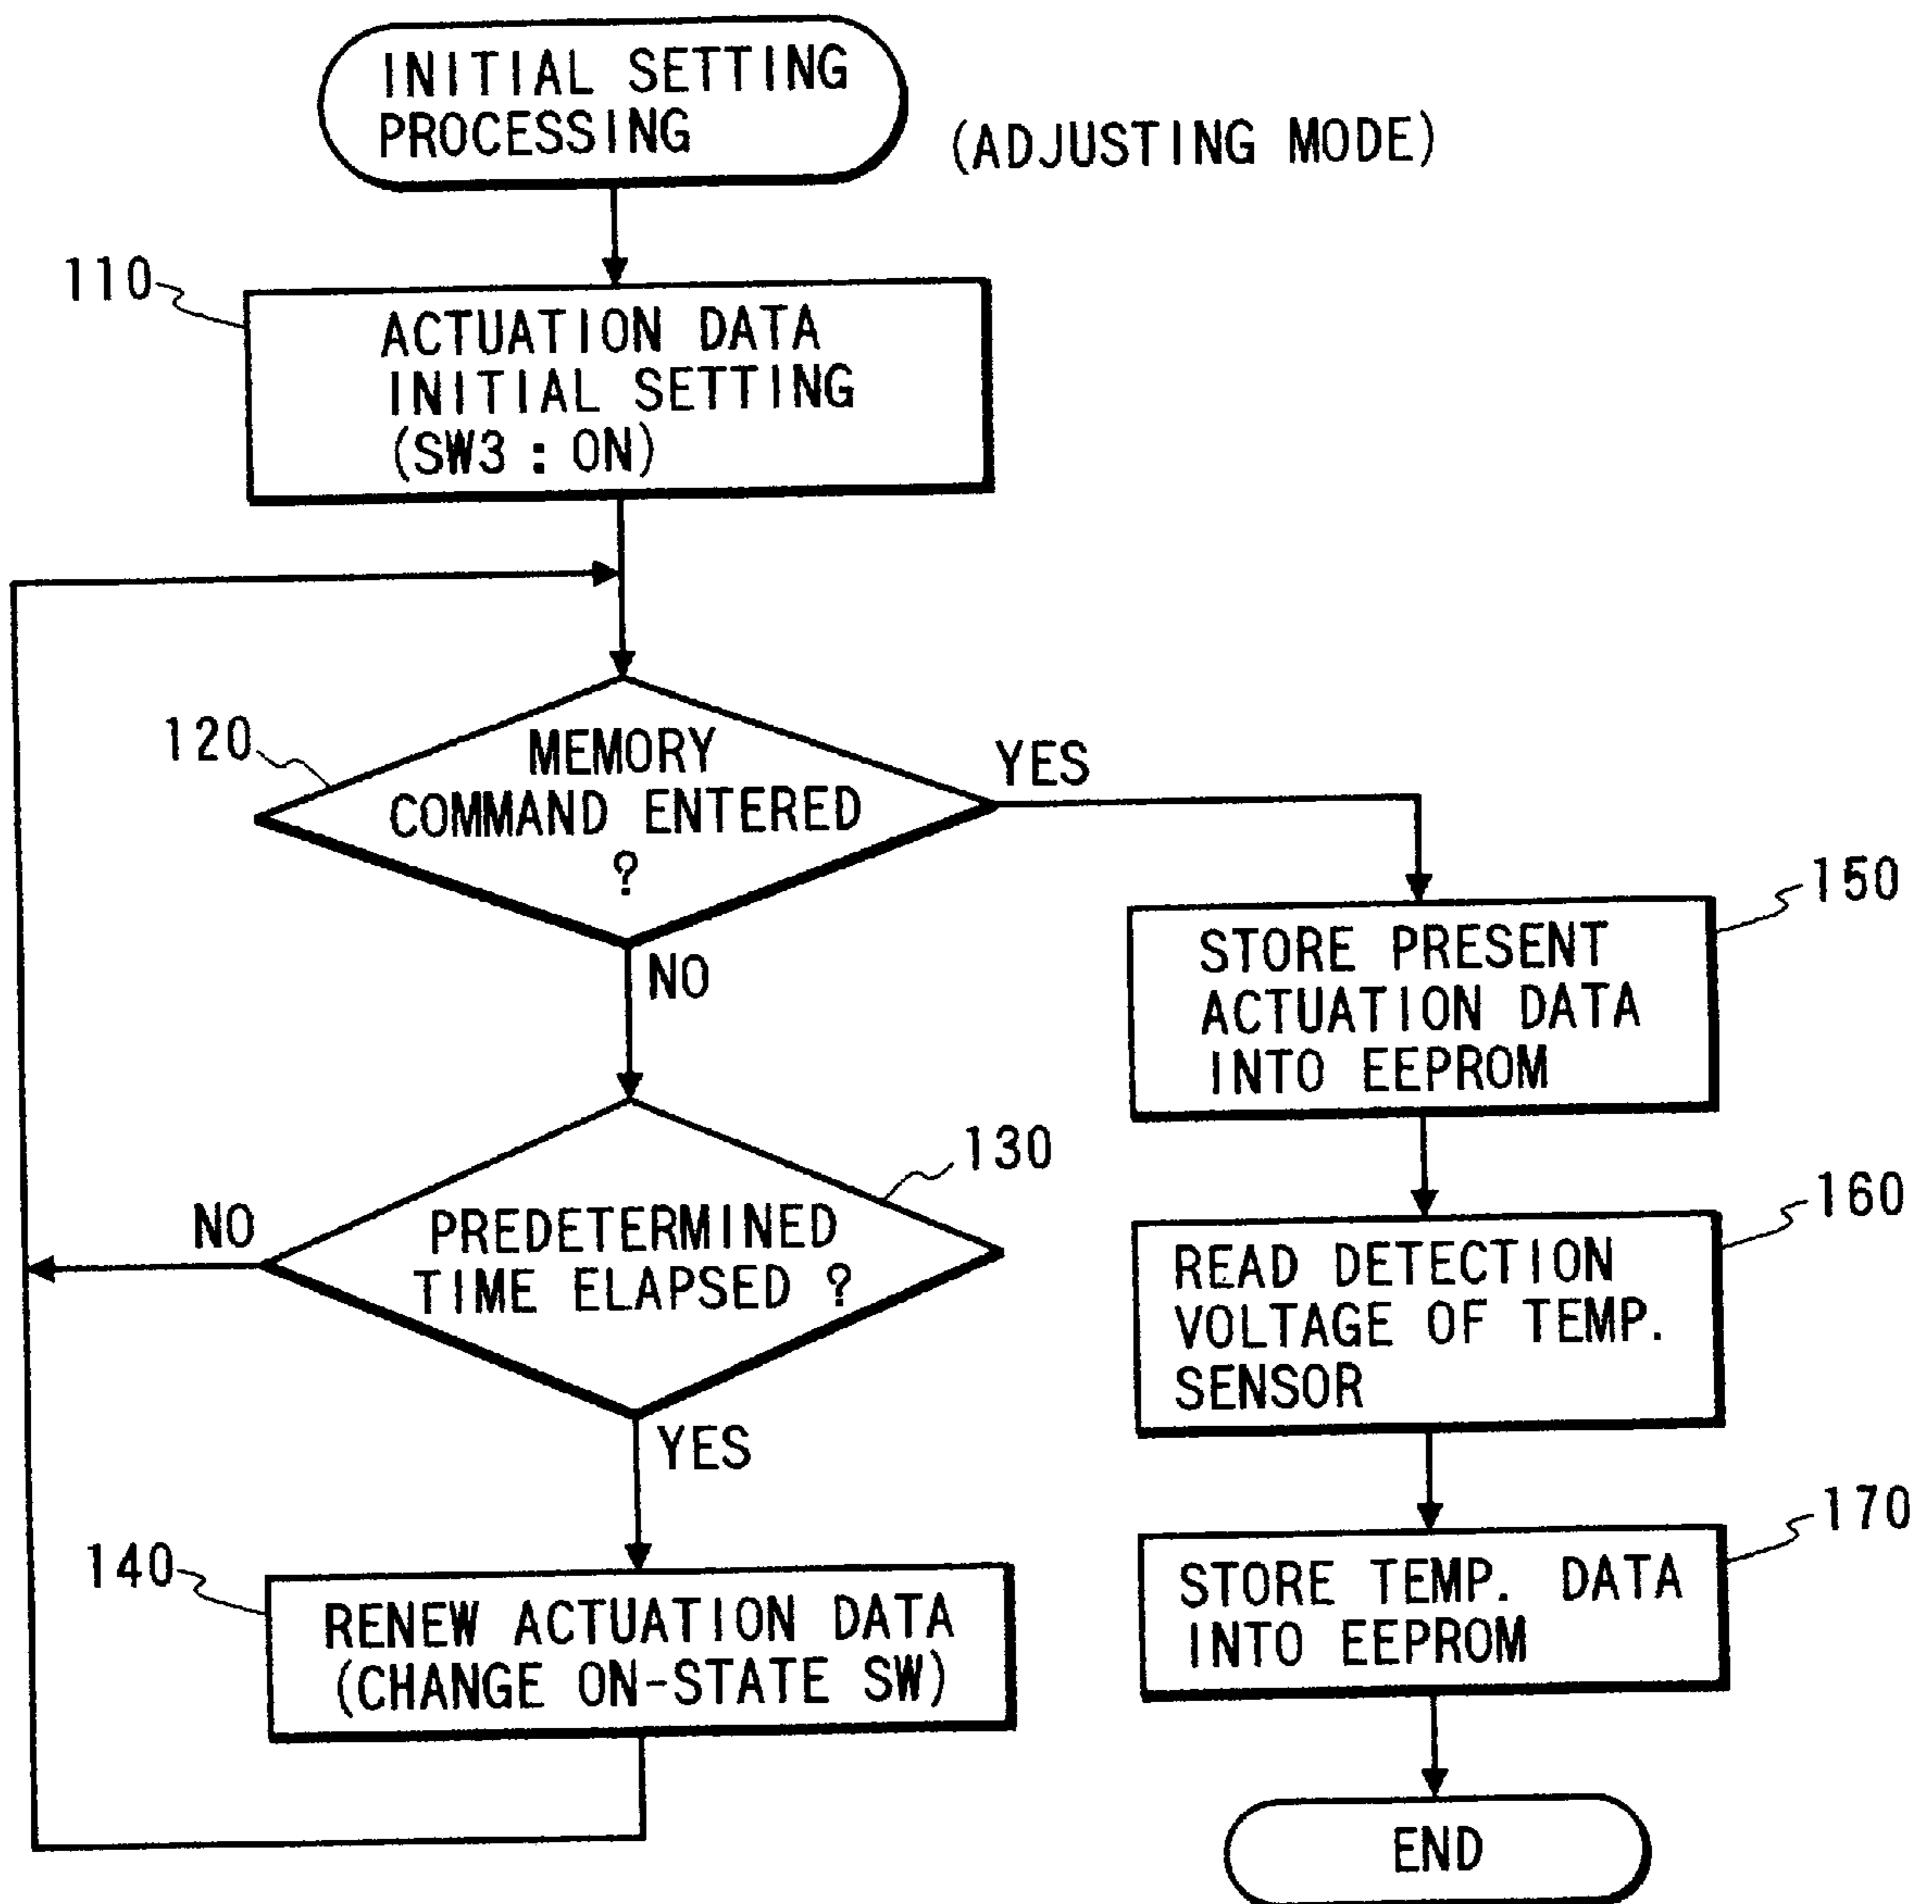 INITIAL SETTING
PROCESSING
(ADJUSTING MODE)
110
ACTUATION DATA
INITIAL SETTING
(SW3 : ON)
120
MEMORY
COMMAND ENTERED
?
YES
NO
130
PREDETERMINED
TIME ELAPSED ?
NO
YES
140
RENEW ACTUATION DATA
(CHANGE ON-STATE SW)
150
STORE PRESENT
ACTUATION DATA
INTO EEPROM
160
READ DETECTION
VOLTAGE OF TEMP.
SENSOR
170
STORE TEMP. DATA
INTO EEPROM
END